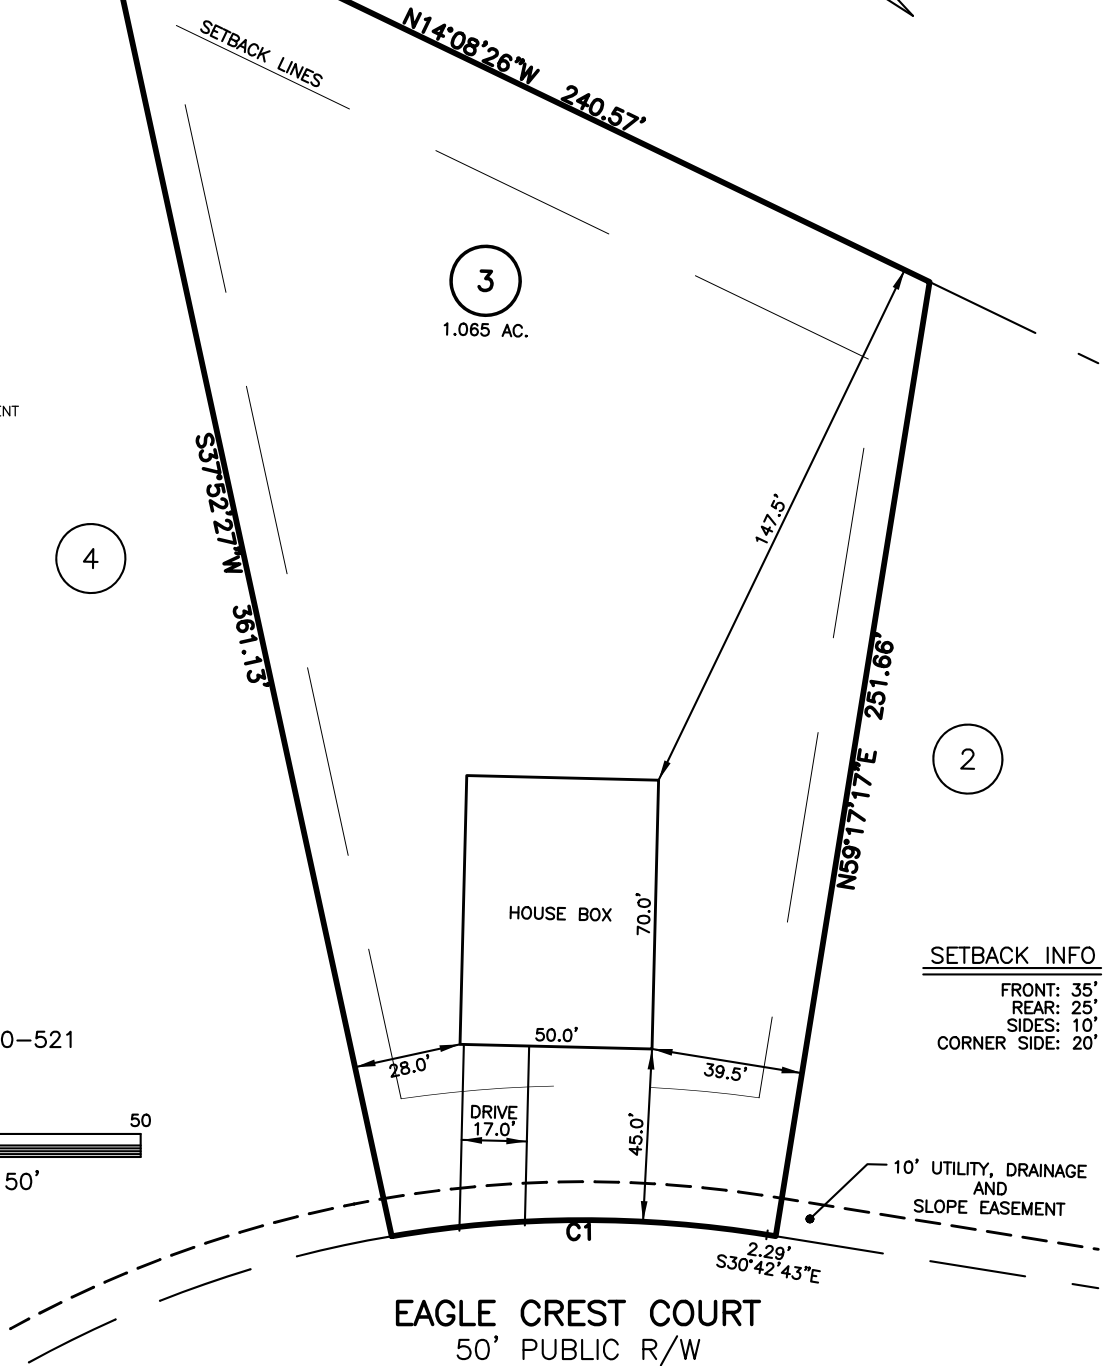 SETBACK LINES
N14°08'26"W 240.57'
3
1.065 AC.
147.5'
S37°52'27"W 361.13'
4
N59°17'17"E 251.66'
2
HOUSE BOX
70.0'
50.0'
28.0'
39.5'
DRIVE
17.0'
45.0'
SETBACK INFO
FRONT: 35'
REAR: 25'
SIDES: 10'
CORNER SIDE: 20'
0-521
50
50'
10' UTILITY, DRAINAGE
AND
SLOPE EASEMENT
C1
2.29'
S30°42'43"E
EAGLE CREST COURT
50' PUBLIC R/W